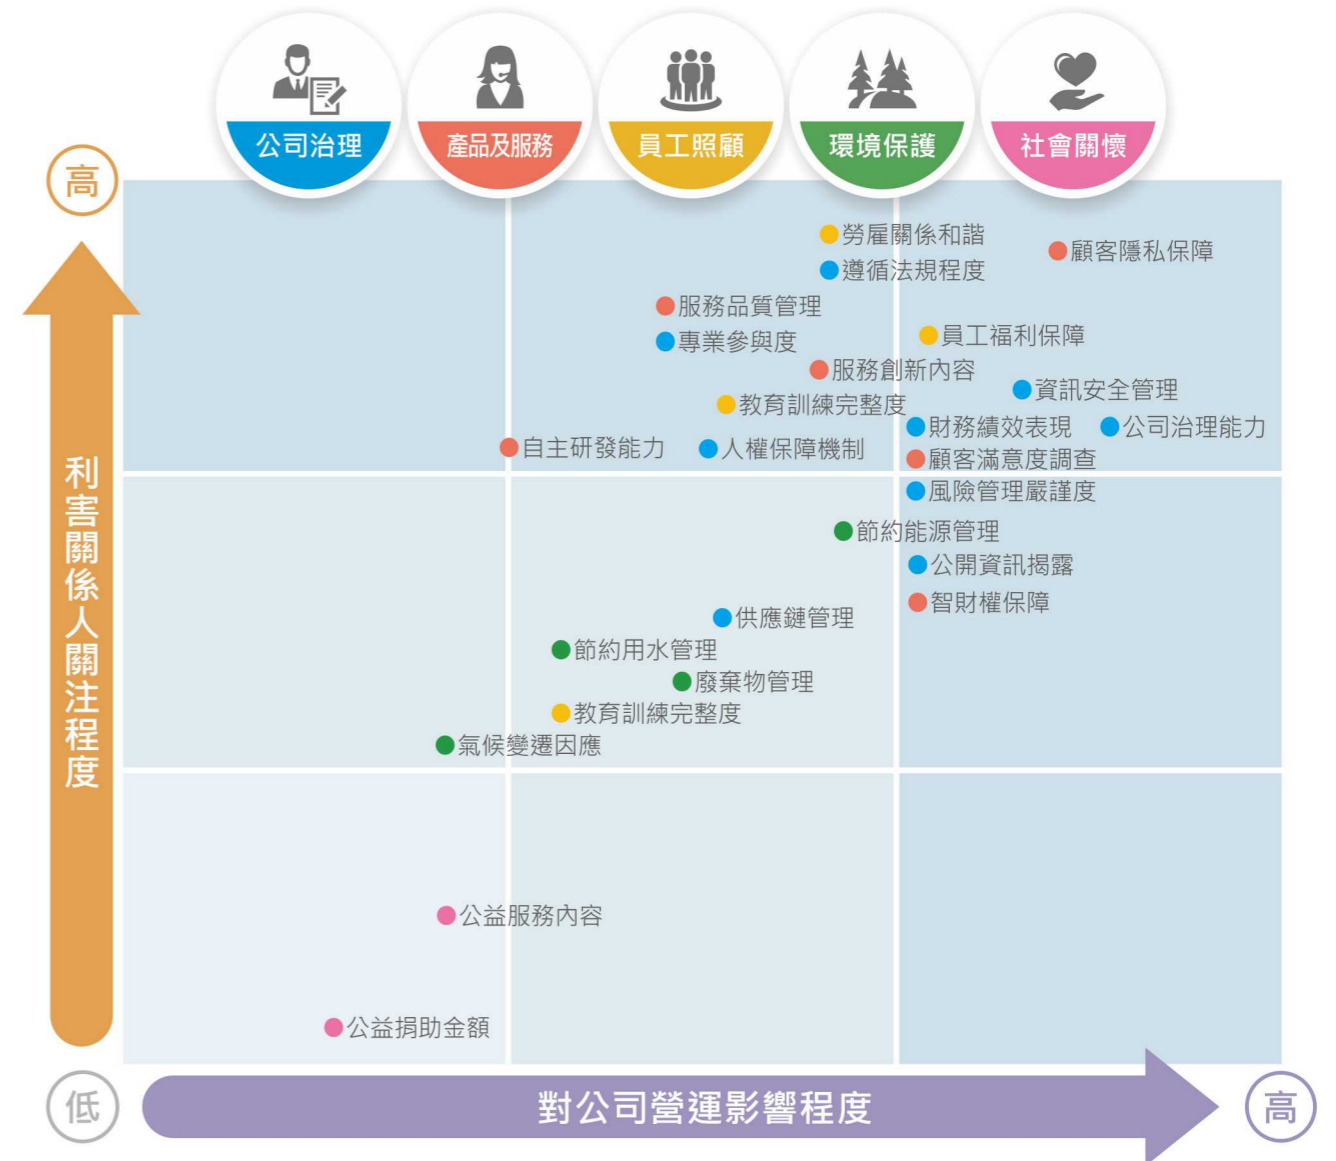 公司治理
產品及服務
員工照顧
環境保護
社會關懷
高
利害關係人關注程度
勞雇關係和諧
顧客隱私保障
遵循法規程度
服務品質管理
專業參與度
員工福利保障
服務創新內容
資訊安全管理
教育訓練完整度
財務績效表現
公司治理能力
自主研發能力
人權保障機制
顧客滿意度調查
風險管理嚴謹度
節約能源管理
公開資訊揭露
智財權保障
供應鏈管理
節約用水管理
廢棄物管理
教育訓練完整度
氣候變遷因應
公益服務內容
公益捐助金額
低
對公司營運影響程度
高